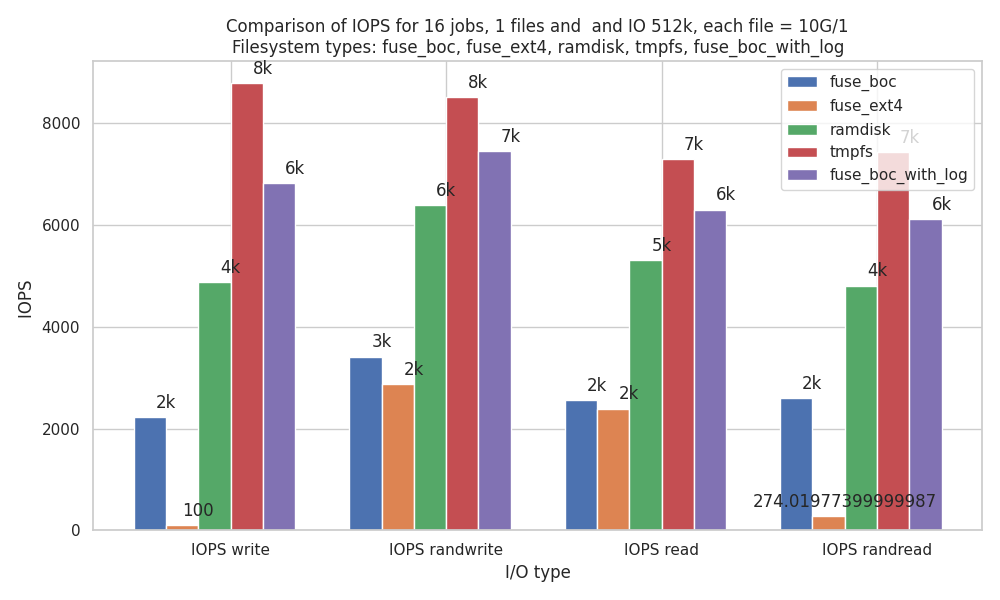 Comparison of IOPS for 16 jobs, 1 files and  and IO 512k, each file = 10G/1
Filesystem types: fuse_boc, fuse_ext4, ramdisk, tmpfs, fuse_boc_with_log
fuse_boc
fuse_ext4
ramdisk
tmpfs
fuse_boc_with_log
IOPS
8000
6000
4000
2000
0
2k
100
4k
8k
6k
3k
2k
6k
8k
7k
2k
2k
5k
7k
6k
2k
274.01977399999987
4k
7k
6k
IOPS write
IOPS randwrite
IOPS read
IOPS randread
I/O type